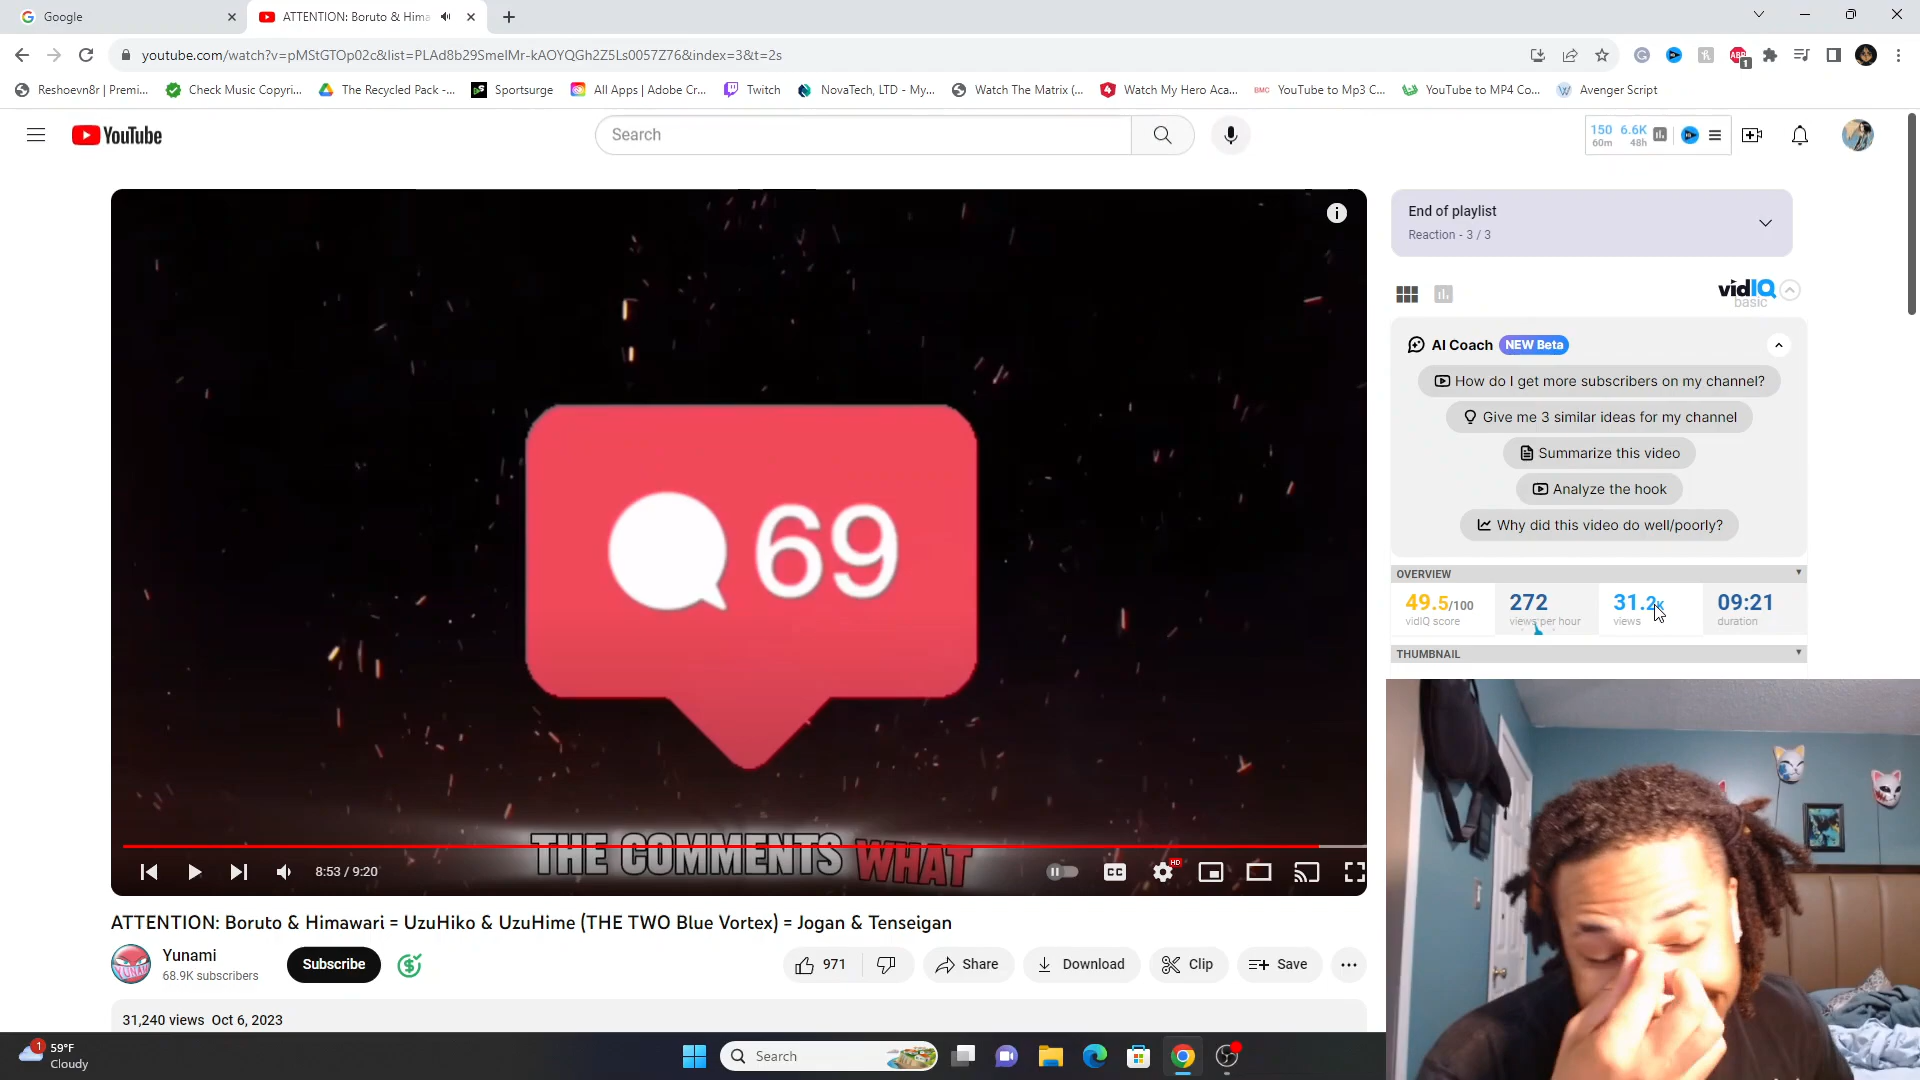 Google
ATTENTION: Boruto & Hima
youtube.com/watch?v=pMStGTOp02c&list=PLAd8b29SmelMr-kAOYQGh2Z5Ls0057Z76&index=3&t=2s
Reshoevn8r | Premi...
Check Music Copyri...
The Recycled Pack -...
Sportsurge
All Apps | Adobe Cr...
Twitch
NovaTech, LTD - My...
Watch The Matrix (...
Watch My Hero Aca...
YouTube to Mp3 C...
YouTube to MP4 Co...
Avenger Script
YouTube
Search
150 6.6K
60m 48h
End of playlist
Reaction - 3 / 3
vidIQ
basic
AI Coach NEW Beta
How do I get more subscribers on my channel?
Give me 3 similar ideas for my channel
Summarize this video
Analyze the hook
Why did this video do well/poorly?
OVERVIEW
49.5/100 272 31.2K 09:21
vidIQ score views per hour views duration
THUMBNAIL
69
THE COMMENTS WHAT
8:53 / 9:20
CC
HD
ATTENTION: Boruto & Himawari = UzuHiko & UzuHime (THE TWO Blue Vortex) = Jogan & Tenseigan
Yunami
68.9K subscribers
Subscribe
971
Share
Download
Clip
Save
31,240 views Oct 6, 2023
1
59°F
Cloudy
Search